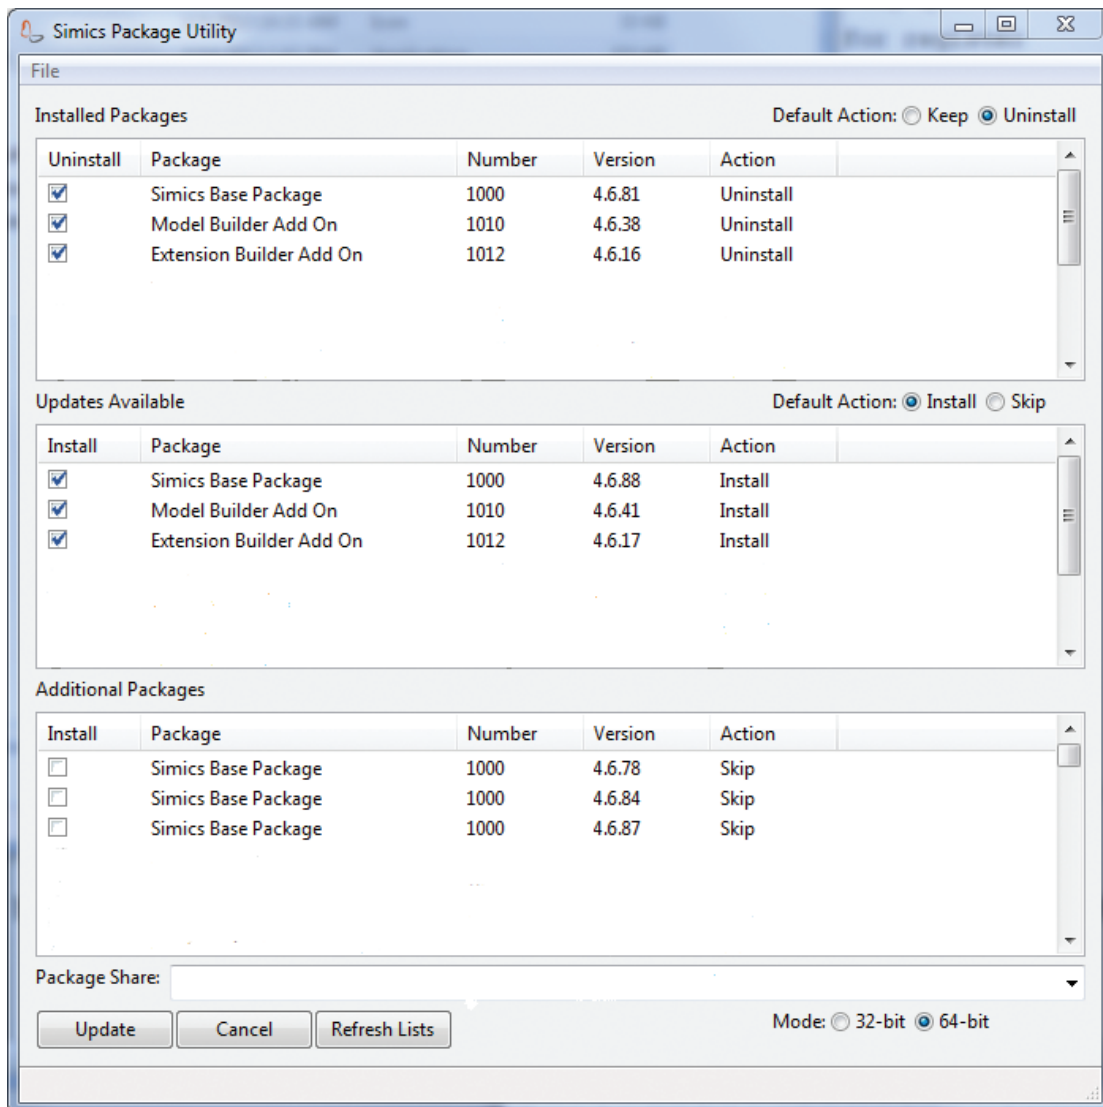 Simics Package Utility
File
Installed Packages Default Action: Keep Uninstall
Uninstall Package Number Version Action
Simics Base Package 1000 4.6.81 Uninstall
Model Builder Add On 1010 4.6.38 Uninstall
Extension Builder Add On 1012 4.6.16 Uninstall
Updates Available Default Action: Install Skip
Install Package Number Version Action
Simics Base Package 1000 4.6.88 Install
Model Builder Add On 1010 4.6.41 Install
Extension Builder Add On 1012 4.6.17 Install
Additional Packages
Install Package Number Version Action
Simics Base Package 1000 4.6.78 Skip
Simics Base Package 1000 4.6.84 Skip
Simics Base Package 1000 4.6.87 Skip
Package Share:
Update Cancel Refresh Lists Mode: 32-bit 64-bit